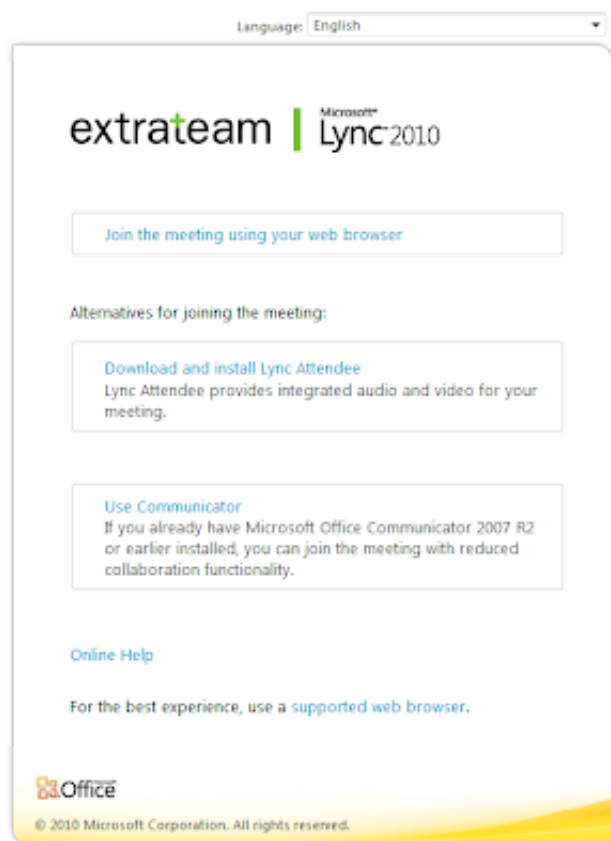 Language: English
extrateam | Microsoft® Lync™ 2010
Join the meeting using your web browser
Alternatives for joining the meeting:
Download and install Lync Attendee
Lync Attendee provides integrated audio and video for your
meeting.
Use Communicator
If you already have Microsoft Office Communicator 2007 R2
or earlier installed, you can join the meeting with reduced
collaboration functionality.
Online Help
For the best experience, use a supported web browser.
Microsoft Office
© 2010 Microsoft Corporation. All rights reserved.